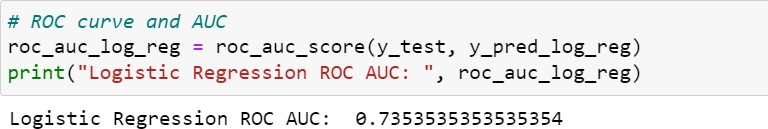 # ROC curve and AUC
roc_auc_log_reg = roc_auc_score(y_test, y_pred_log_reg)
print("Logistic Regression ROC AUC: ", roc_auc_log_reg)
Logistic Regression ROC AUC:  0.7353535353535354